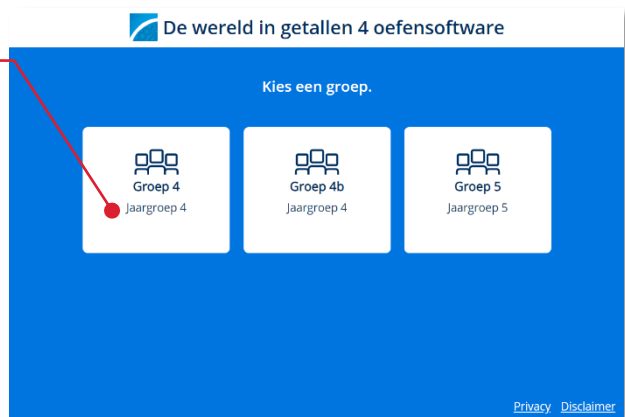 De wereld in getallen 4 oefensoftware
Kies een groep.
Groep 4
Jaargroep 4
Groep 4b
Jaargroep 4
Groep 5
Jaargroep 5
Privacy Disclaimer